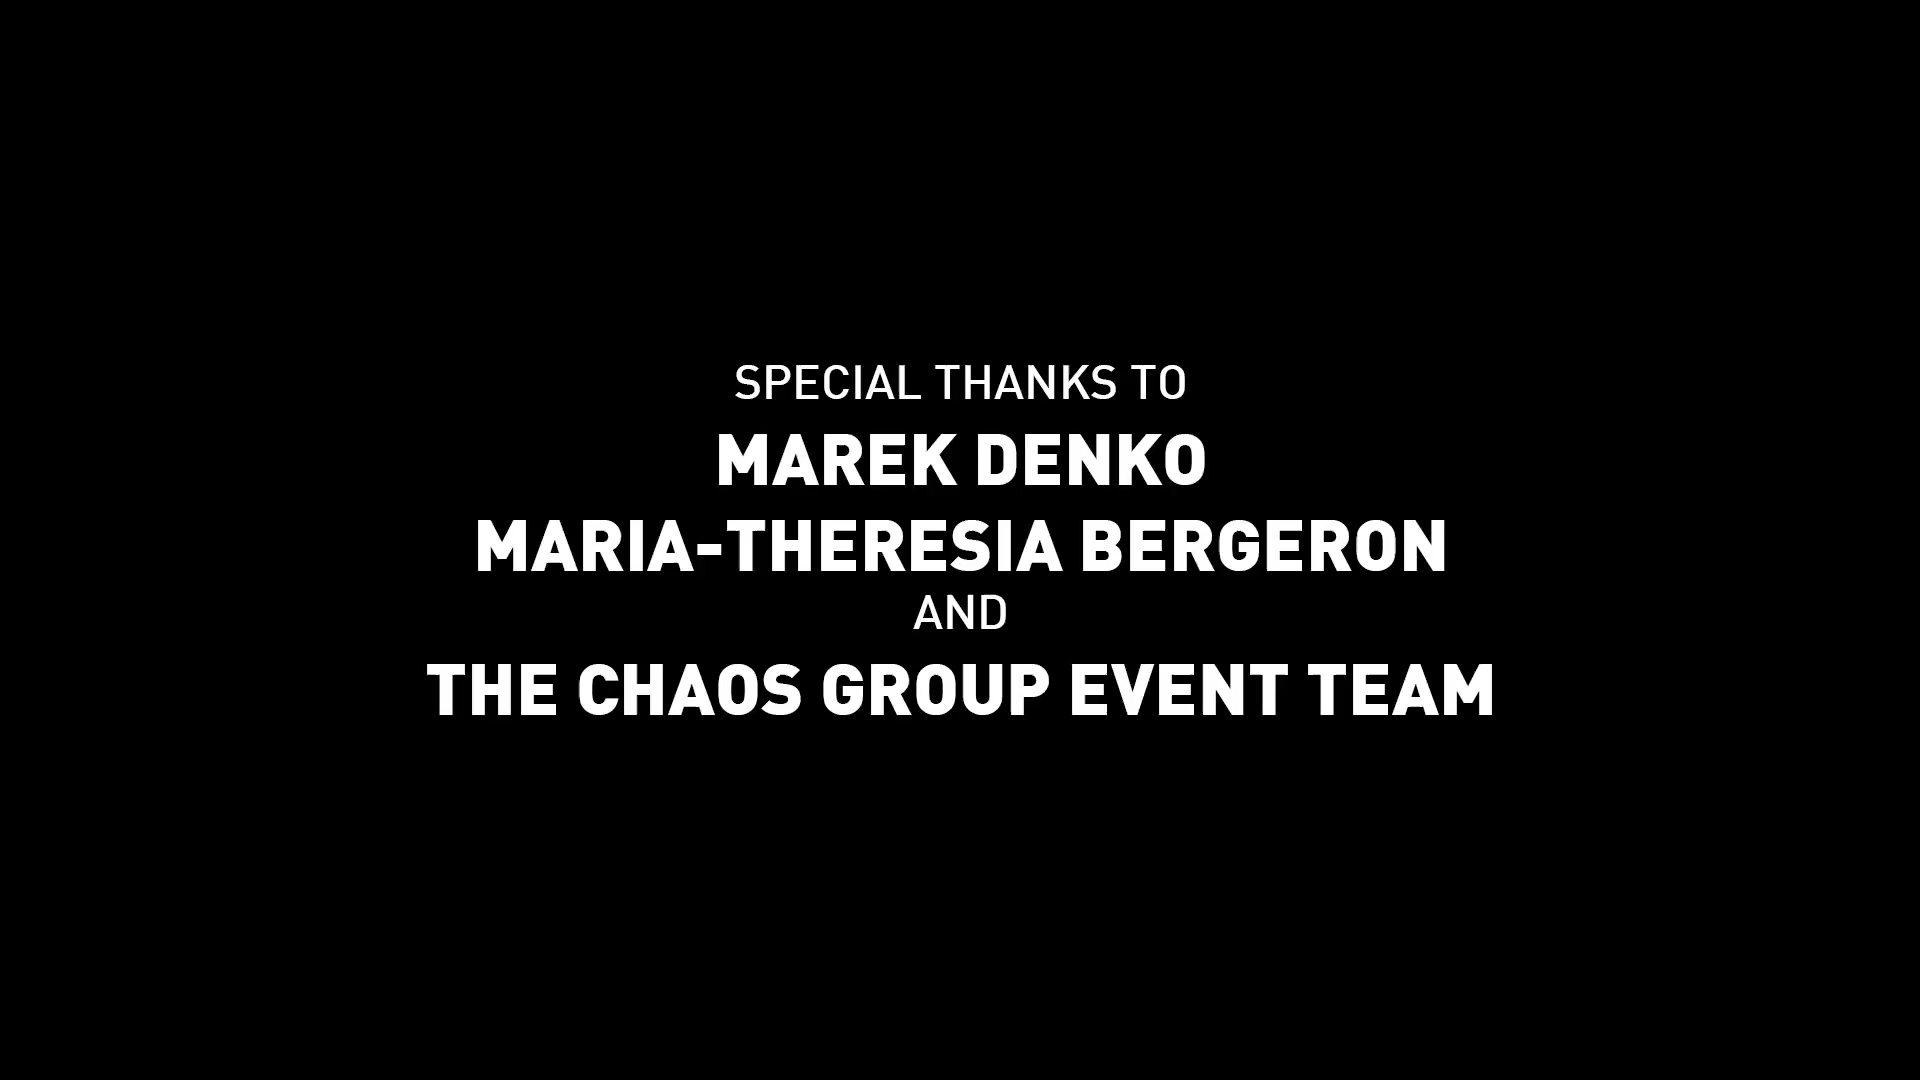 SPECIAL THANKS TO
MAREK DENKO
MARIA-THERESIA BERGERON
AND
THE CHAOS GROUP EVENT TEAM